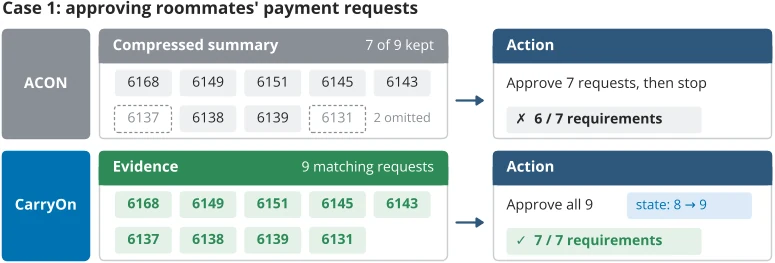 Case 1: approving roommates' payment requests
ACON
Compressed summary 7 of 9 kept
6168 6149 6151 6145 6143
6137 6138 6139 6131 2 omitted
Action
Approve 7 requests, then stop
✗ 6 / 7 requirements
CarryOn
Evidence 9 matching requests
6168 6149 6151 6145 6143
6137 6138 6139 6131
Action
Approve all 9 state: 8 → 9
✓ 7 / 7 requirements